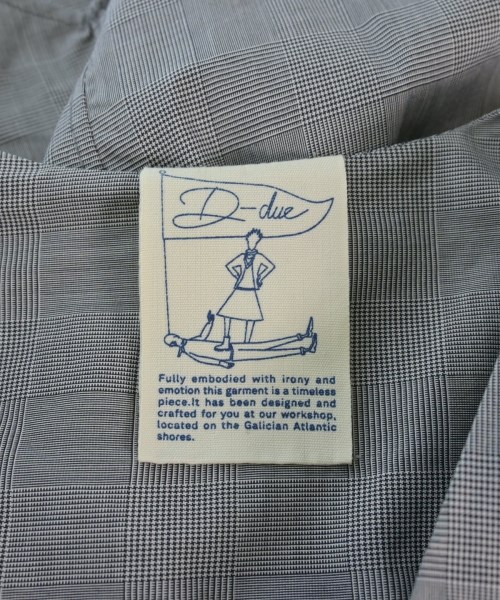 D-due
Fully embodied with irony and
emotion this garment is a timeless
piece.It has been designed and
crafted for you at our workshop,
located on the Galician Atlantic
shores.